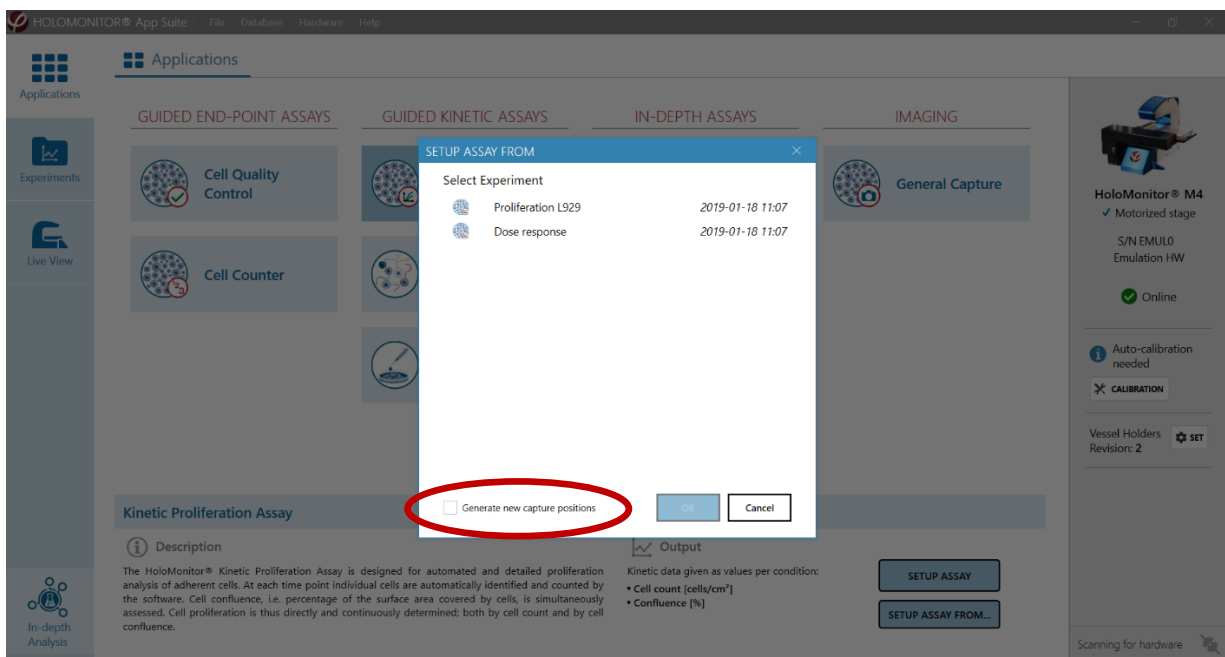 HOLOMONITOR® App Suite File Database Hardware Help
Applications
Applications
GUIDED END-POINT ASSAYS GUIDED KINETIC ASSAYS IN-DEPTH ASSAYS IMAGING
SETUP ASSAY FROM
Select Experiment
Proliferation L929 2019-01-18 11:07
Dose response 2019-01-18 11:07
Generate new capture positions
OK Cancel
Experiments
Live View
Cell Quality
Control
Cell Counter
General Capture
HoloMonitor® M4
Motorized stage
S/N EMUL0
Emulation HW
Online
Auto-calibration
needed
CALIBRATION
Vessel Holders SET
Revision: 2
Kinetic Proliferation Assay
Description
The HoloMonitor® Kinetic Proliferation Assay is designed for automated and detailed proliferation
analysis of adherent cells. At each time point individual cells are automatically identified and counted by
the software. Cell confluence, i.e. percentage of the surface area covered by cells, is simultaneously
assessed. Cell proliferation is thus directly and continuously determined; both by cell count and by cell
confluence.
Output
Kinetic data given as values per condition:
• Cell count [cells/cm²]
• Confluence [%]
SETUP ASSAY
SETUP ASSAY FROM...
In-depth
Analysis
Scanning for hardware